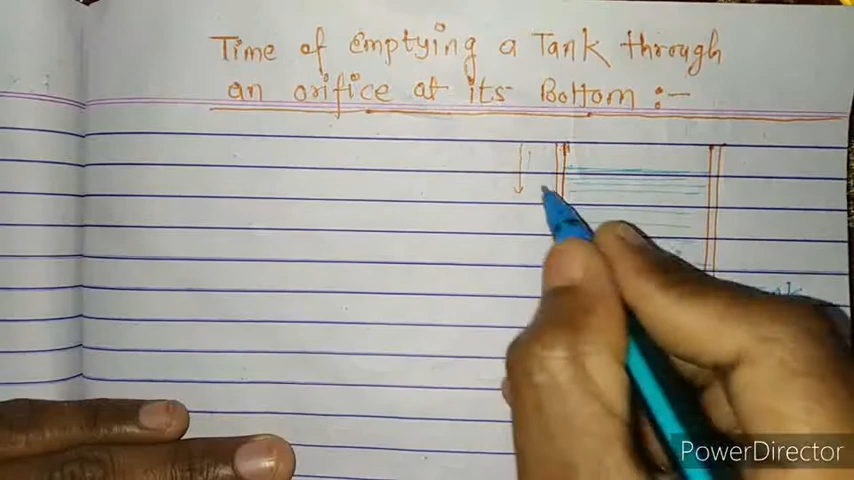 Time of emptying a Tank through
an orifice at its Bottom :-
PowerDirector